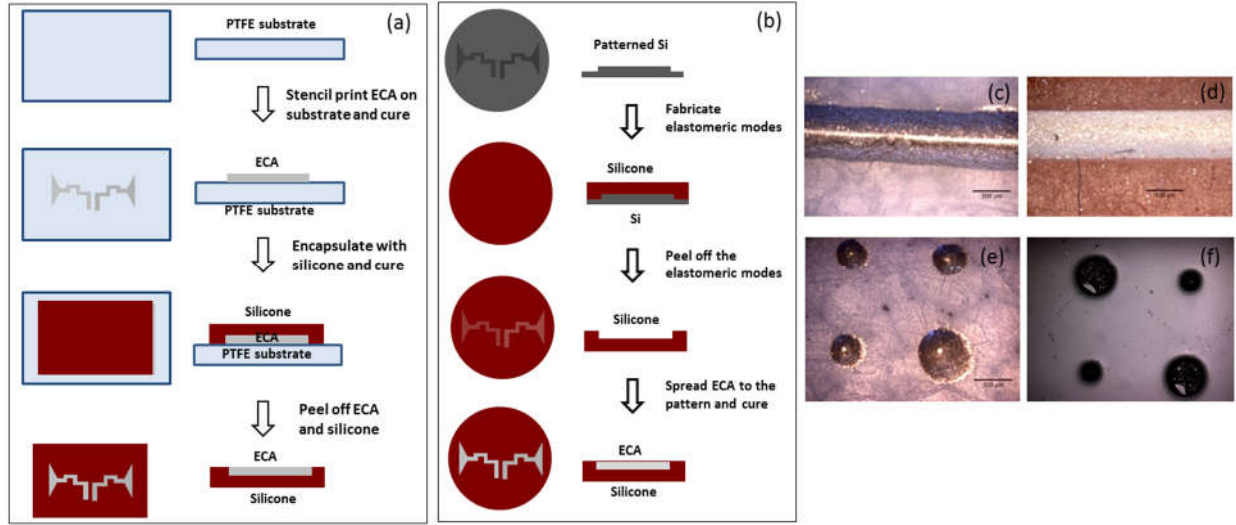 (a)
PTFE substrate
Stencil print ECA on
substrate and cure
ECA
PTFE substrate
Encapsulate with
silicone and cure
Silicone
ECA
PTFE substrate
Peel off ECA
and silicone
ECA
Silicone
(b)
Patterned Si
Fabricate
elastomeric modes
Silicone
Si
Peel off the
elastomeric modes
Silicone
Spread ECA to the
pattern and cure
ECA
Silicone
(c)
(d)
(e)
(f)